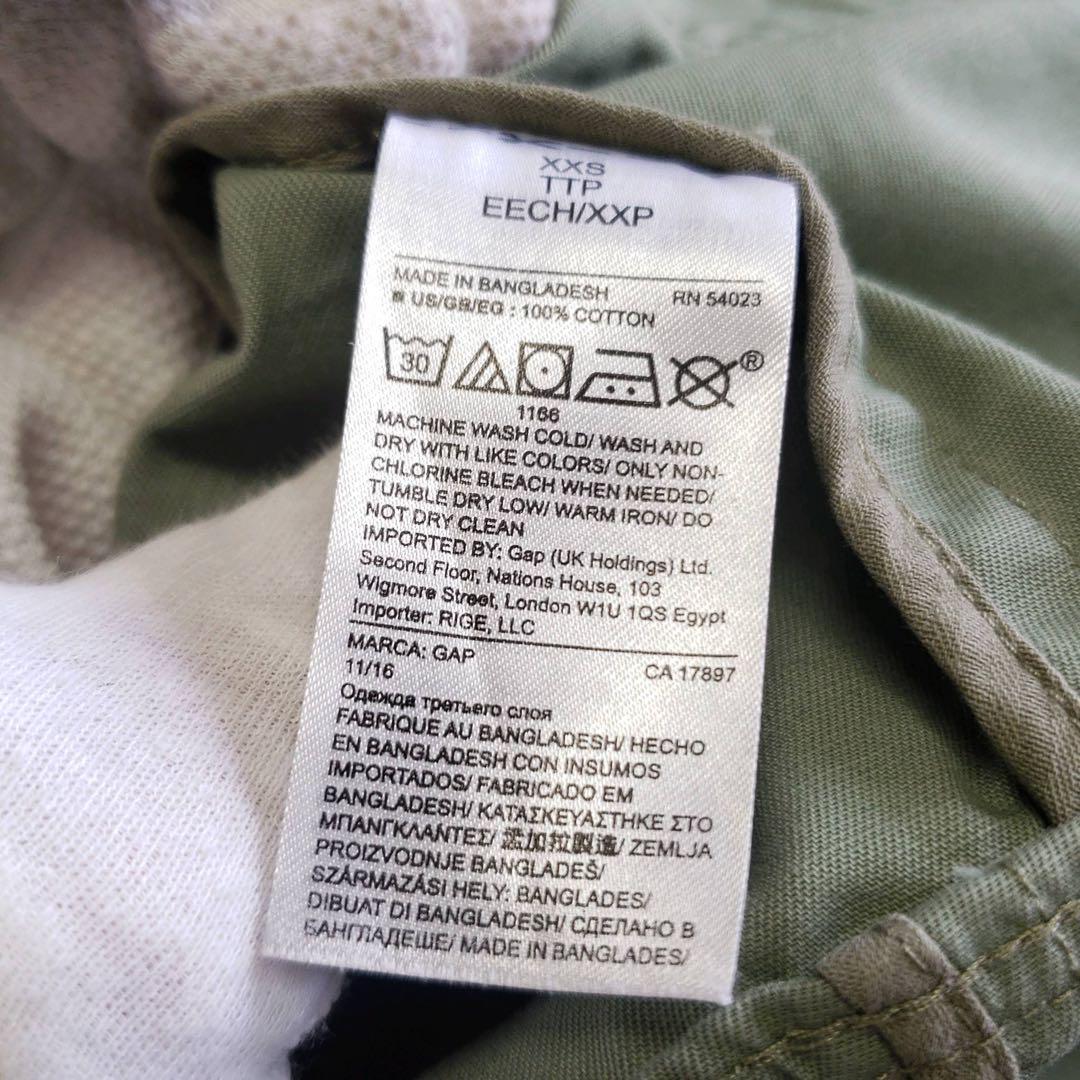 XXS
TTP
EECH/XXP
MADE IN BANGLADESH RN 54023
US/GB/EG : 100% COTTON
30 ®
1166
MACHINE WASH COLD/ WASH AND
DRY WITH LIKE COLORS/ ONLY NON-
CHLORINE BLEACH WHEN NEEDED/
TUMBLE DRY LOW/ WARM IRON/ DO
NOT DRY CLEAN
IMPORTED BY: Gap (UK Holdings) Ltd.
Second Floor, Nations House, 103
Wigmore Street, London W1U 1QS Egypt
Importer: RIGE, LLC
MARCA: GAP
11/16 CA 17897
Одежда третьего слоя
FABRIQUE AU BANGLADESH/ HECHO
EN BANGLADESH CON INSUMOS
IMPORTADOS/ FABRICADO EM
BANGLADESH/ ΚΑΤΑΣΚΕΥΑΣΤΗΚΕ ΣΤΟ
ΜΠΑΝΓΚΛΑΝΤΕΣ/ 孟加拉製造/ ZEMLJA
PROIZVODNJE BANGLADEŠ/
SZÁRMAZÁSI HELY: BANGLADES/
DIBUAT DI BANGLADESH/ СДЕЛАНО В
БАНГЛАДЕШЕ/ MADE IN BANGLADES/